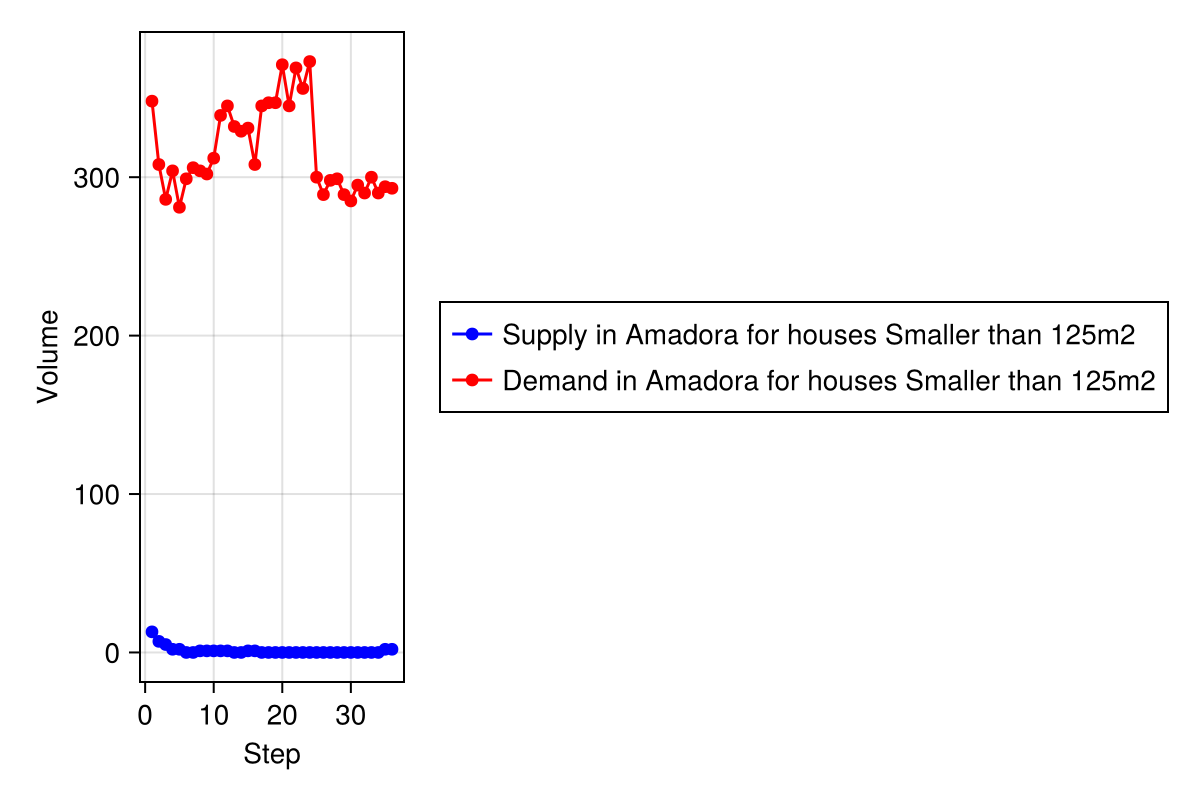 Volume
300
200
100
0
0 10 20 30
Step
Supply in Amadora for houses Smaller than 125m2
Demand in Amadora for houses Smaller than 125m2